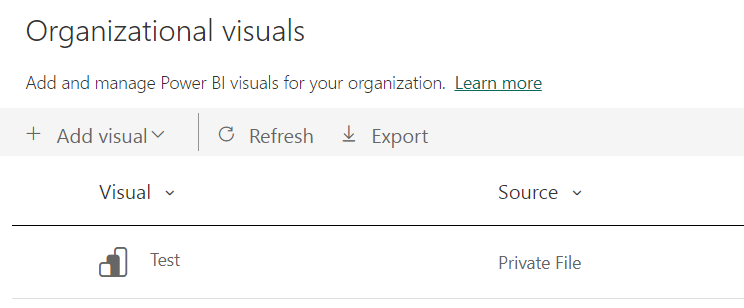 Organizational visuals
Add and manage Power BI visuals for your organization. Learn more
+ Add visual Refresh Export
Visual Source
Test Private File